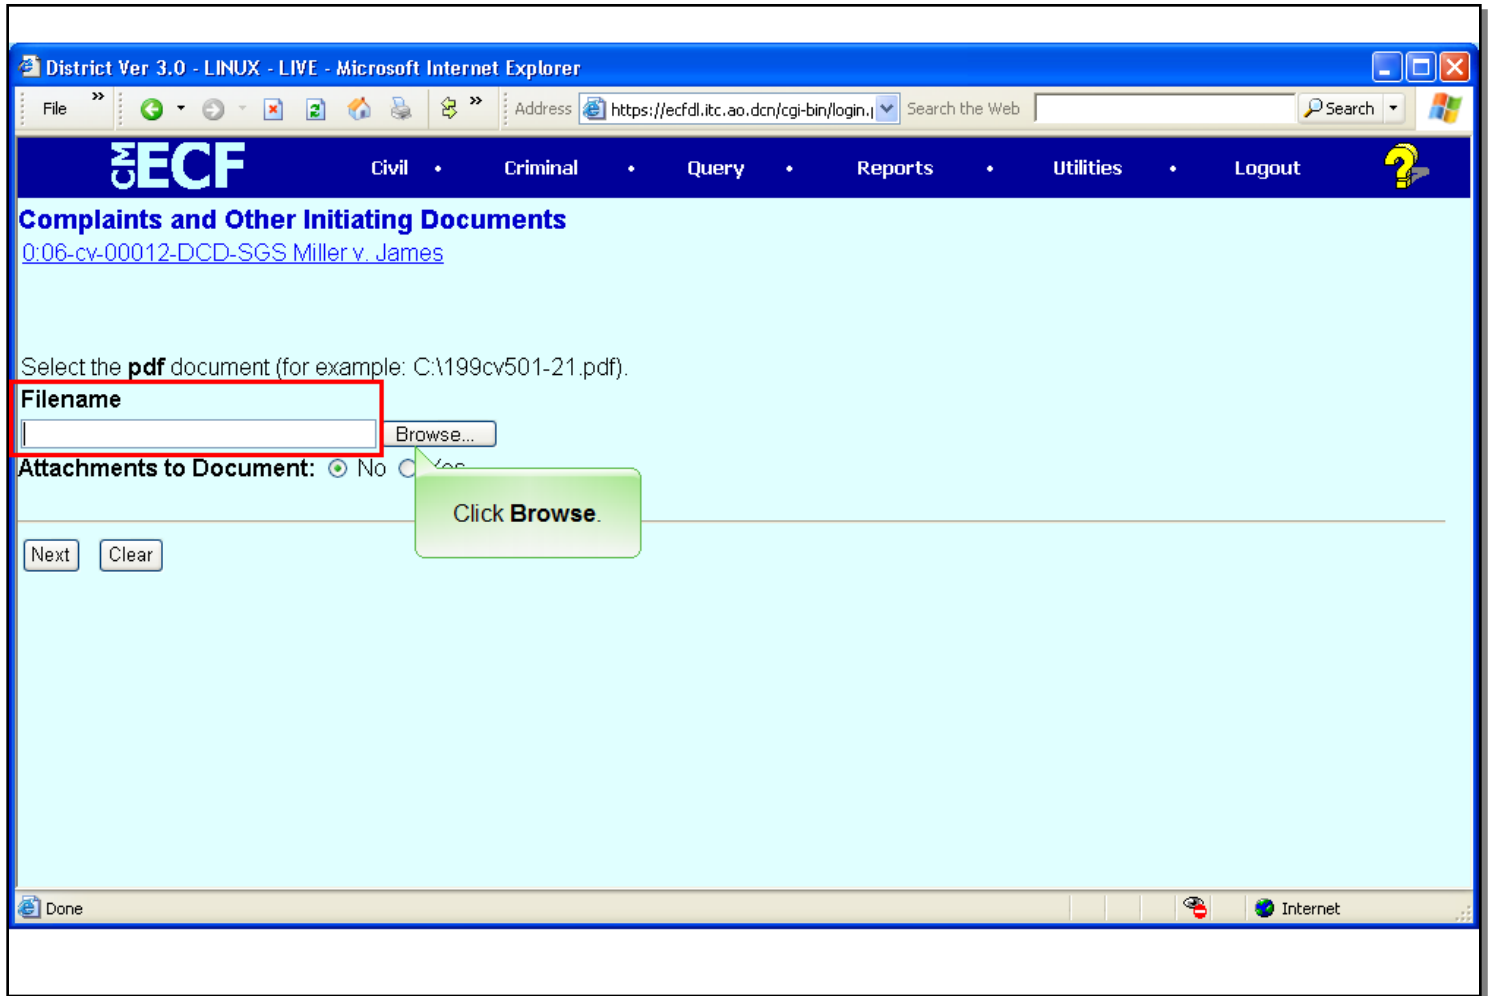 District Ver 3.0 - LINUX - LIVE - Microsoft Internet Explorer
File » » Address https://ecfdl.itc.ao.dcn/cgi-bin/login. Search the Web Search
CM ECF Civil • Criminal • Query • Reports • Utilities • Logout ?
Complaints and Other Initiating Documents
0:06-cv-00012-DCD-SGS Miller v. James
Select the pdf document (for example: C:\199cv501-21.pdf).
Filename
Browse...
Attachments to Document: No Yes
Click Browse.
Next Clear
Done Internet